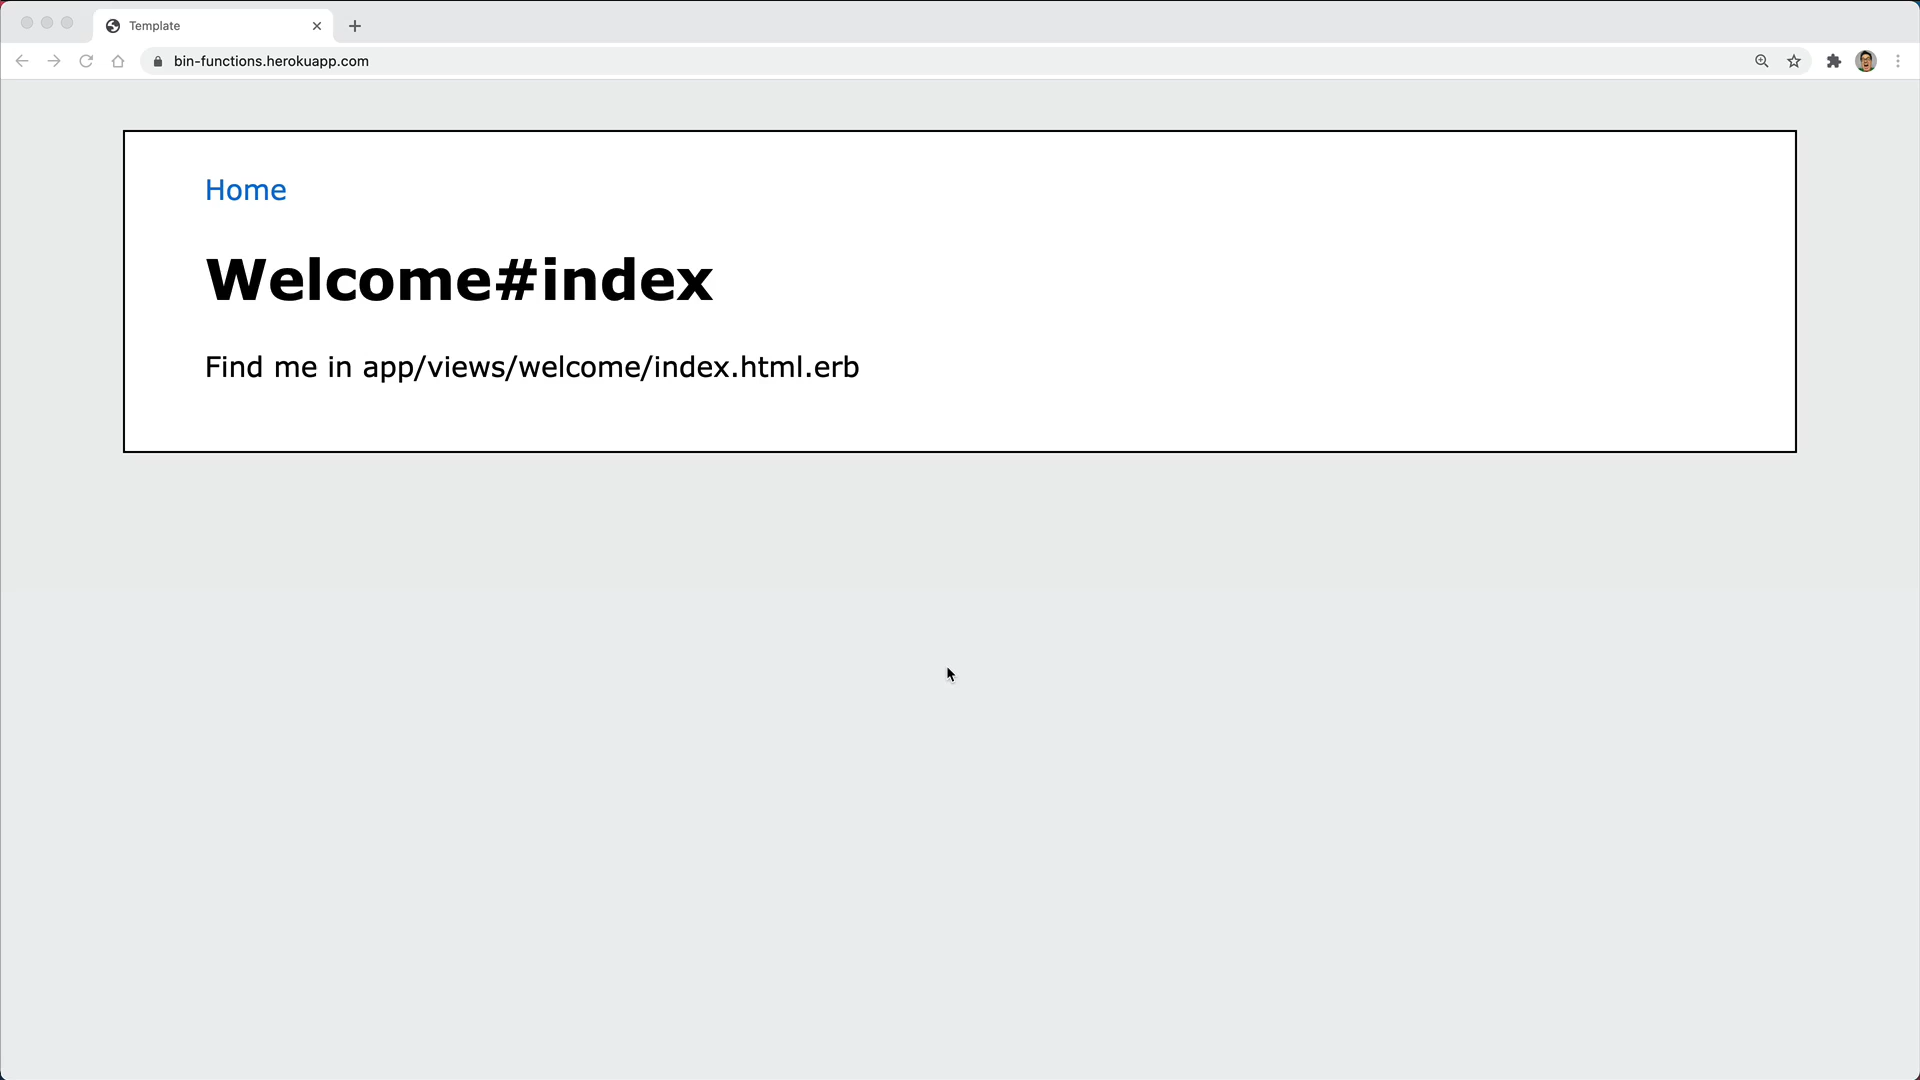 Template
bin-functions.herokuapp.com
Home
Welcome#index
Find me in app/views/welcome/index.html.erb